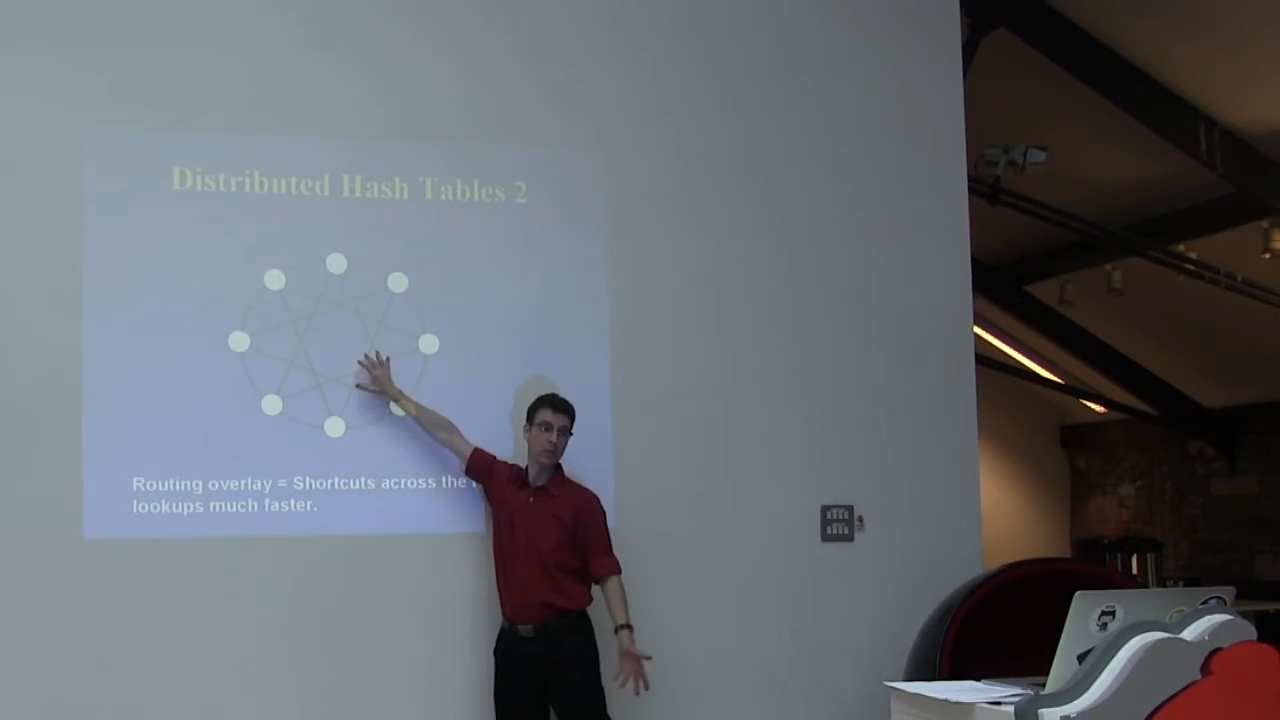 Distributed Hash Tables 2
Routing overlay = Shortcuts across the
lookups much faster.